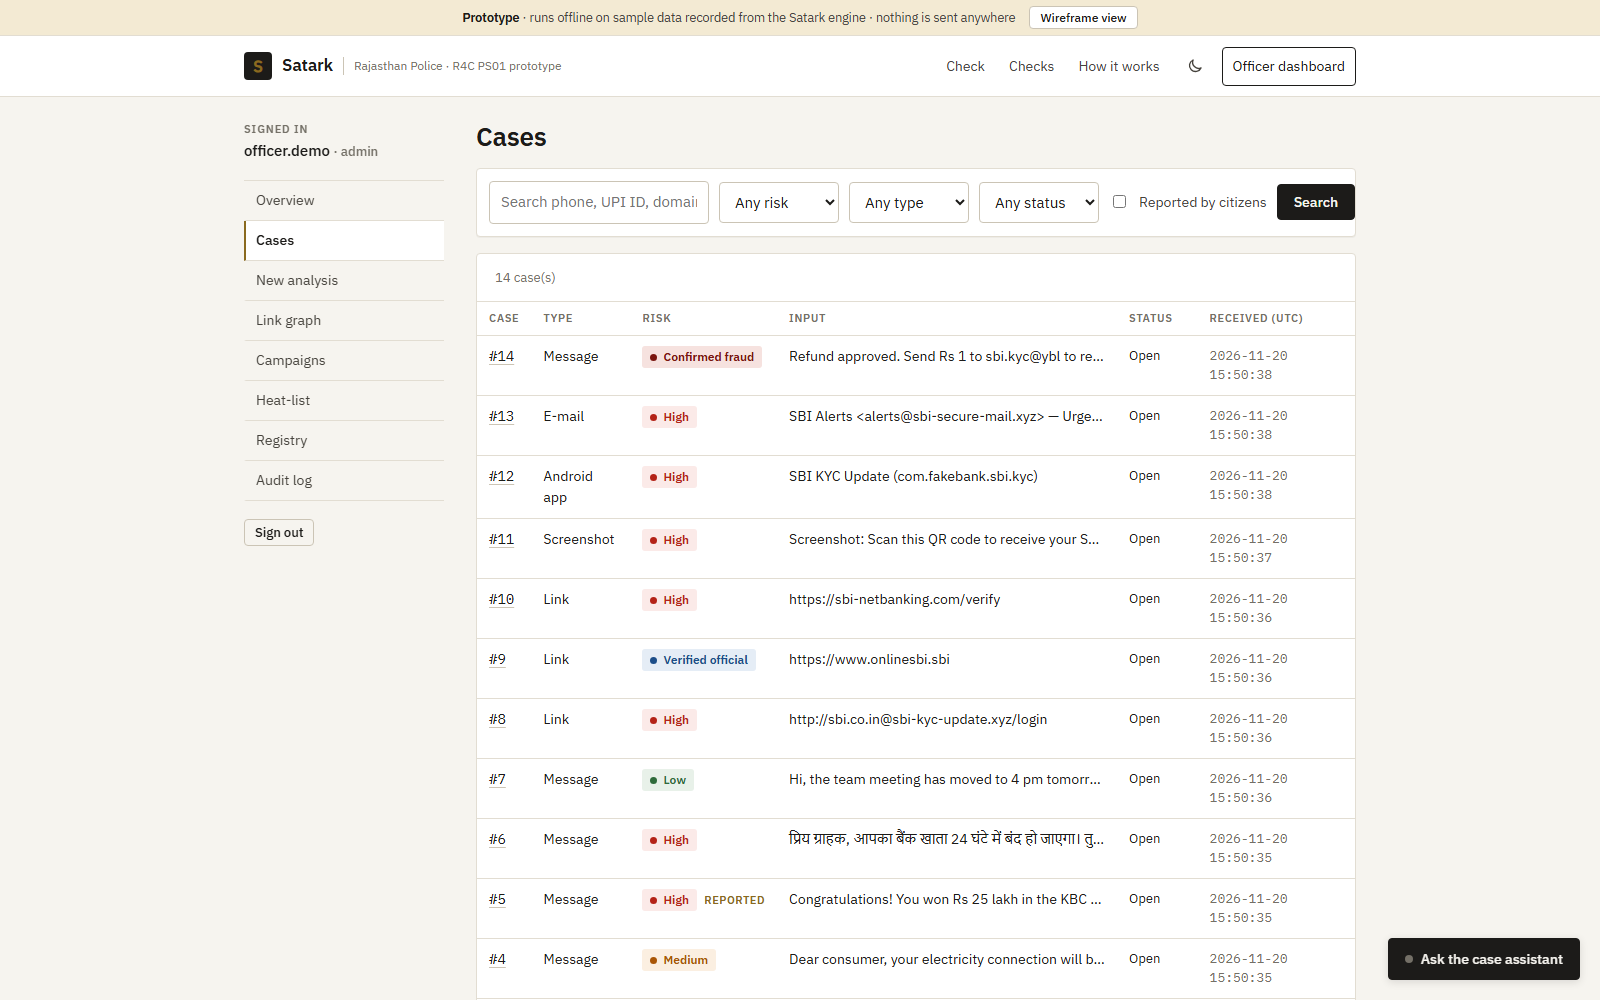 Prototype · runs offline on sample data recorded from the Satark engine · nothing is sent anywhere Wireframe view
S Satark Rajasthan Police · R4C PS01 prototype Check Checks How it works Officer dashboard
SIGNED IN
officer.demo · admin
Overview
Cases
New analysis
Link graph
Campaigns
Heat-list
Registry
Audit log
Sign out
Cases
Search phone, UPI ID, domai Any risk Any type Any status Reported by citizens Search
14 case(s)
CASE TYPE RISK INPUT STATUS RECEIVED (UTC)
#14 Message Confirmed fraud Refund approved. Send Rs 1 to sbi.kyc@ybl to re... Open 2026-11-20
15:50:38
#13 E-mail High SBI Alerts <alerts@sbi-secure-mail.xyz> — Urge... Open 2026-11-20
15:50:38
#12 Android High SBI KYC Update (com.fakebank.sbi.kyc) Open 2026-11-20
app 15:50:38
#11 Screenshot High Screenshot: Scan this QR code to receive your S... Open 2026-11-20
15:50:37
#10 Link High https://sbi-netbanking.com/verify Open 2026-11-20
15:50:36
#9 Link Verified official https://www.onlinesbi.sbi Open 2026-11-20
15:50:36
#8 Link High http://sbi.co.in@sbi-kyc-update.xyz/login Open 2026-11-20
15:50:36
#7 Message Low Hi, the team meeting has moved to 4 pm tomorr... Open 2026-11-20
15:50:36
#6 Message High प्रिय ग्राहक, आपका बैंक खाता 24 घंटे में बंद हो जाएगा। तु... Open 2026-11-20
15:50:35
#5 Message High REPORTED Congratulations! You won Rs 25 lakh in the KBC ... Open 2026-11-20
15:50:35
#4 Message Medium Dear consumer, your electricity connection will b... Open 2026-11-20
15:50:35
Ask the case assistant